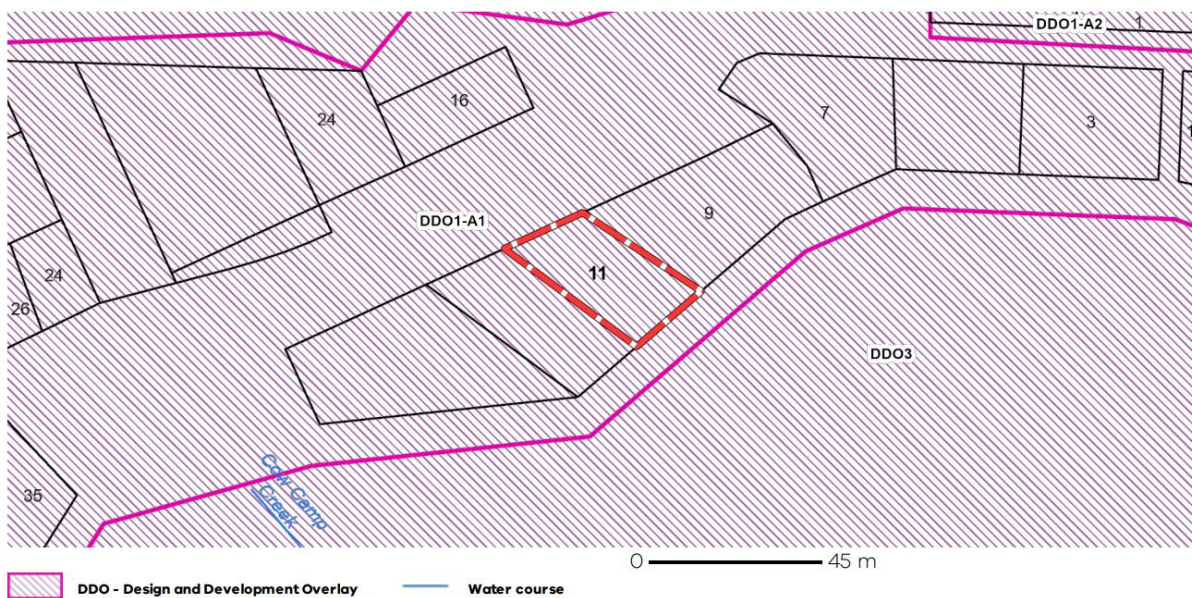 DDO1-A2
1
24
16
7
3
1
DDO1-A1
9
11
24
26
DDO3
35
Cow Camp
Creek
0 45 m
DDO - Design and Development Overlay
Water course